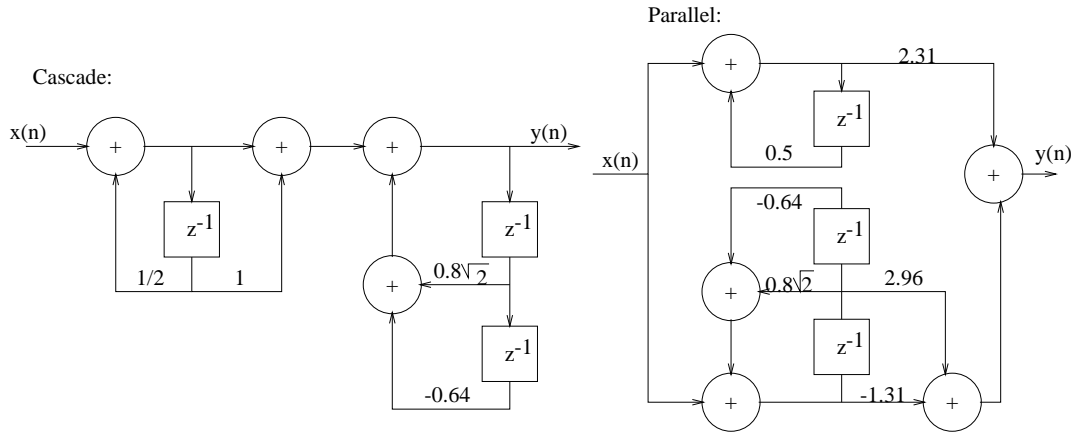 Cascade:
x(n)
+
+
+
y(n)
z-1
z-1
1/2
1
+
0.8√2
z-1
-0.64
Parallel:
+
2.31
z-1
0.5
x(n)
+
y(n)
-0.64
z-1
+
0.8√2
2.96
z-1
+
-1.31
+